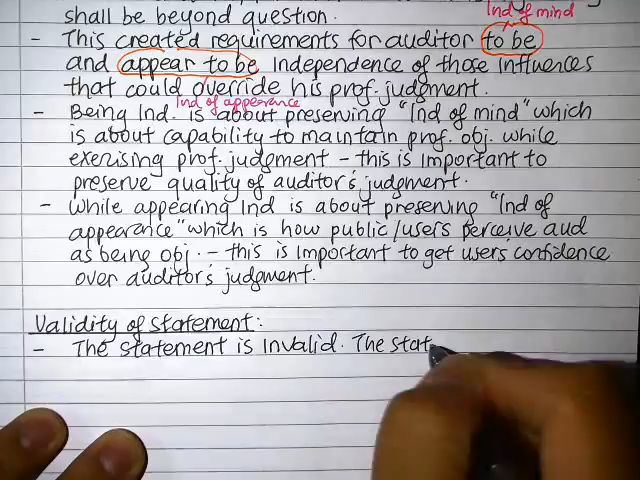 shall be beyond question.
Ind of mind
- This created requirements for auditor to be
and appear to be independence of those influences
that could override his prof. judgment.
Ind of appearance
- Being Ind. is about preserving "Ind of mind" which
is about capability to maintain prof. obj. while
exercising prof. judgment - this is important to
preserve quality of auditor's judgment.
- While appearing Ind is about preserving "Ind of
appearance" which is how public/users perceive aud
as being obj. - this is important to get users' confidence
over auditor's judgment.
Validity of statement:
- The statement is invalid. The stat